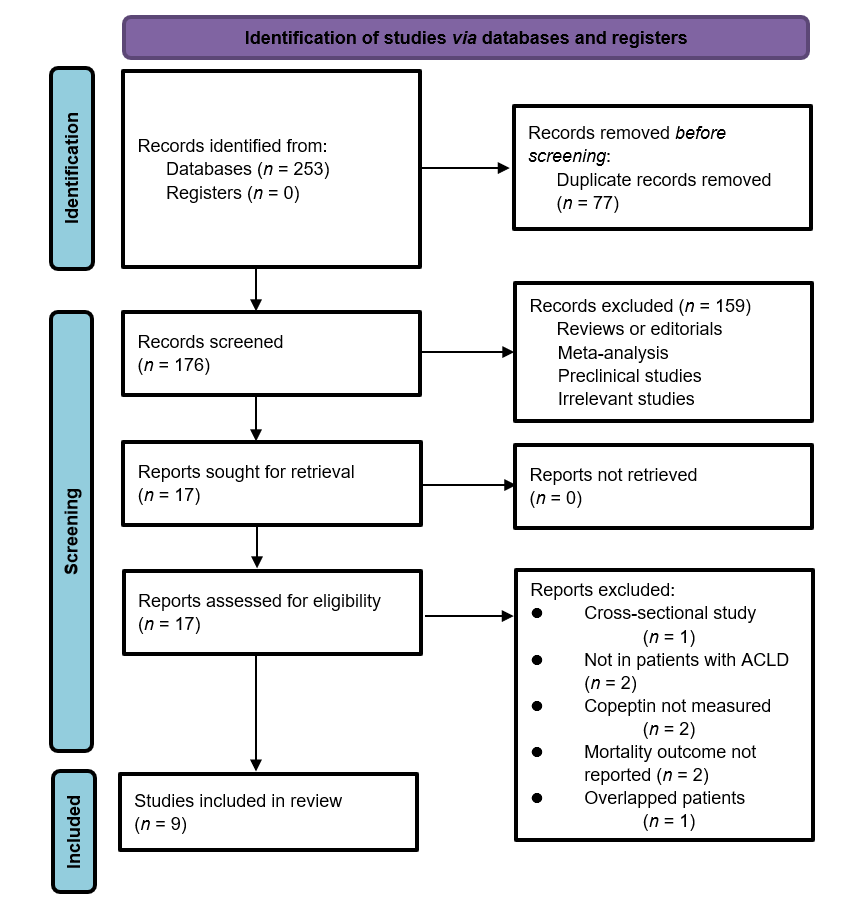 Identification of studies via databases and registers
Identification
Records identified from:
Databases (n = 253)
Registers (n = 0)
Records removed before
screening:
Duplicate records removed
(n = 77)
Screening
Records screened
(n = 176)
Records excluded (n = 159)
Reviews or editorials
Meta-analysis
Preclinical studies
Irrelevant studies
Reports sought for retrieval
(n = 17)
Reports not retrieved
(n = 0)
Reports assessed for eligibility
(n = 17)
Reports excluded:
● Cross-sectional study
(n = 1)
● Not in patients with ACLD
(n = 2)
● Copeptin not measured
(n = 2)
● Mortality outcome not
reported (n = 2)
● Overlapped patients
(n = 1)
Included
Studies included in review
(n = 9)